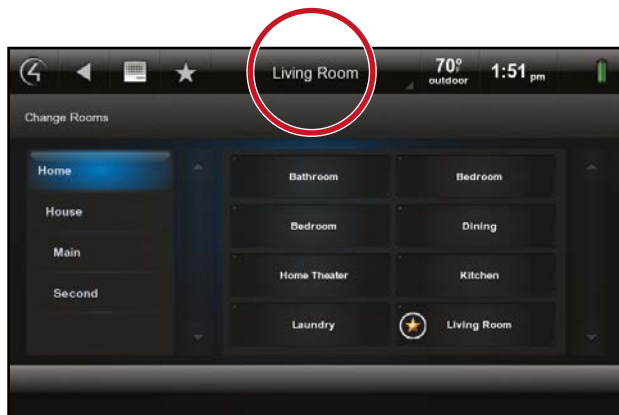 Living Room
70° outdoor
1:51 pm
Change Rooms
Home
House
Main
Second
Bathroom
Bedroom
Bedroom
Dining
Home Theater
Kitchen
Laundry
Living Room